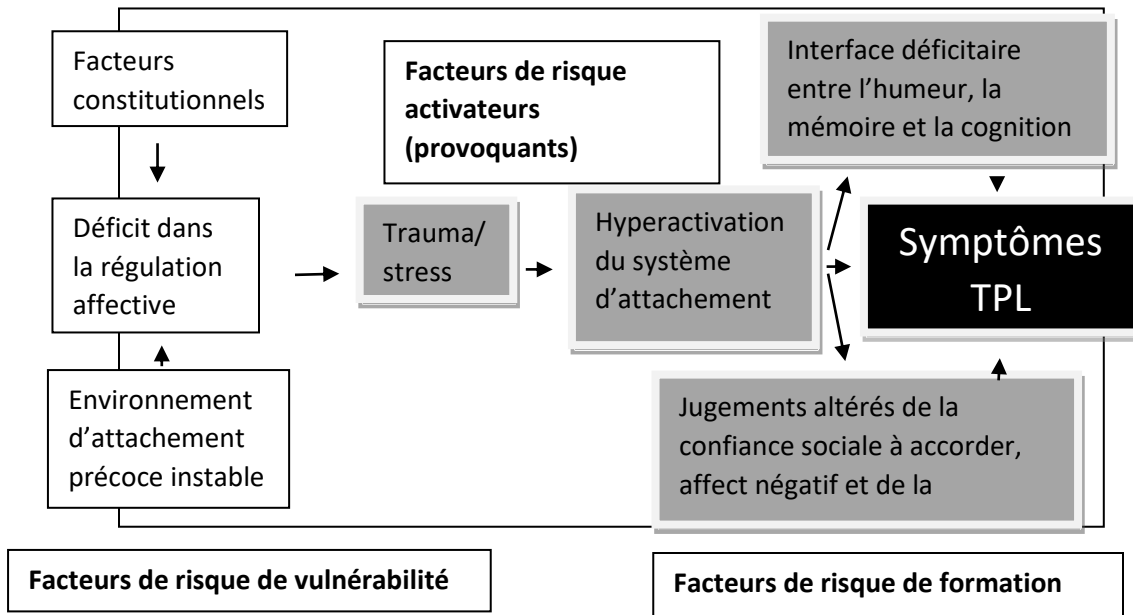 Facteurs
constitutionnels
Déficit dans
la régulation
affective
Environnement
d’attachement
précoce instable
Facteurs de risque
activateurs
(provoquants)
Trauma/
stress
Hyperactivation
du système
d’attachement
Interface déficitaire
entre l’humeur, la
mémoire et la cognition
Symptômes
TPL
Jugements altérés de la
confiance sociale à accorder,
affect négatif et de la
Facteurs de risque de vulnérabilité
Facteurs de risque de formation